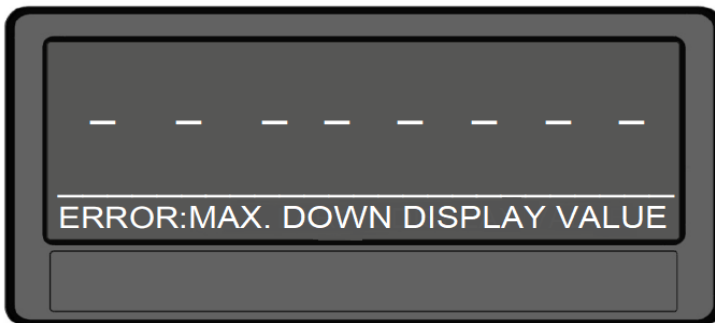 – – – – – – – –
ERROR:MAX. DOWN DISPLAY VALUE